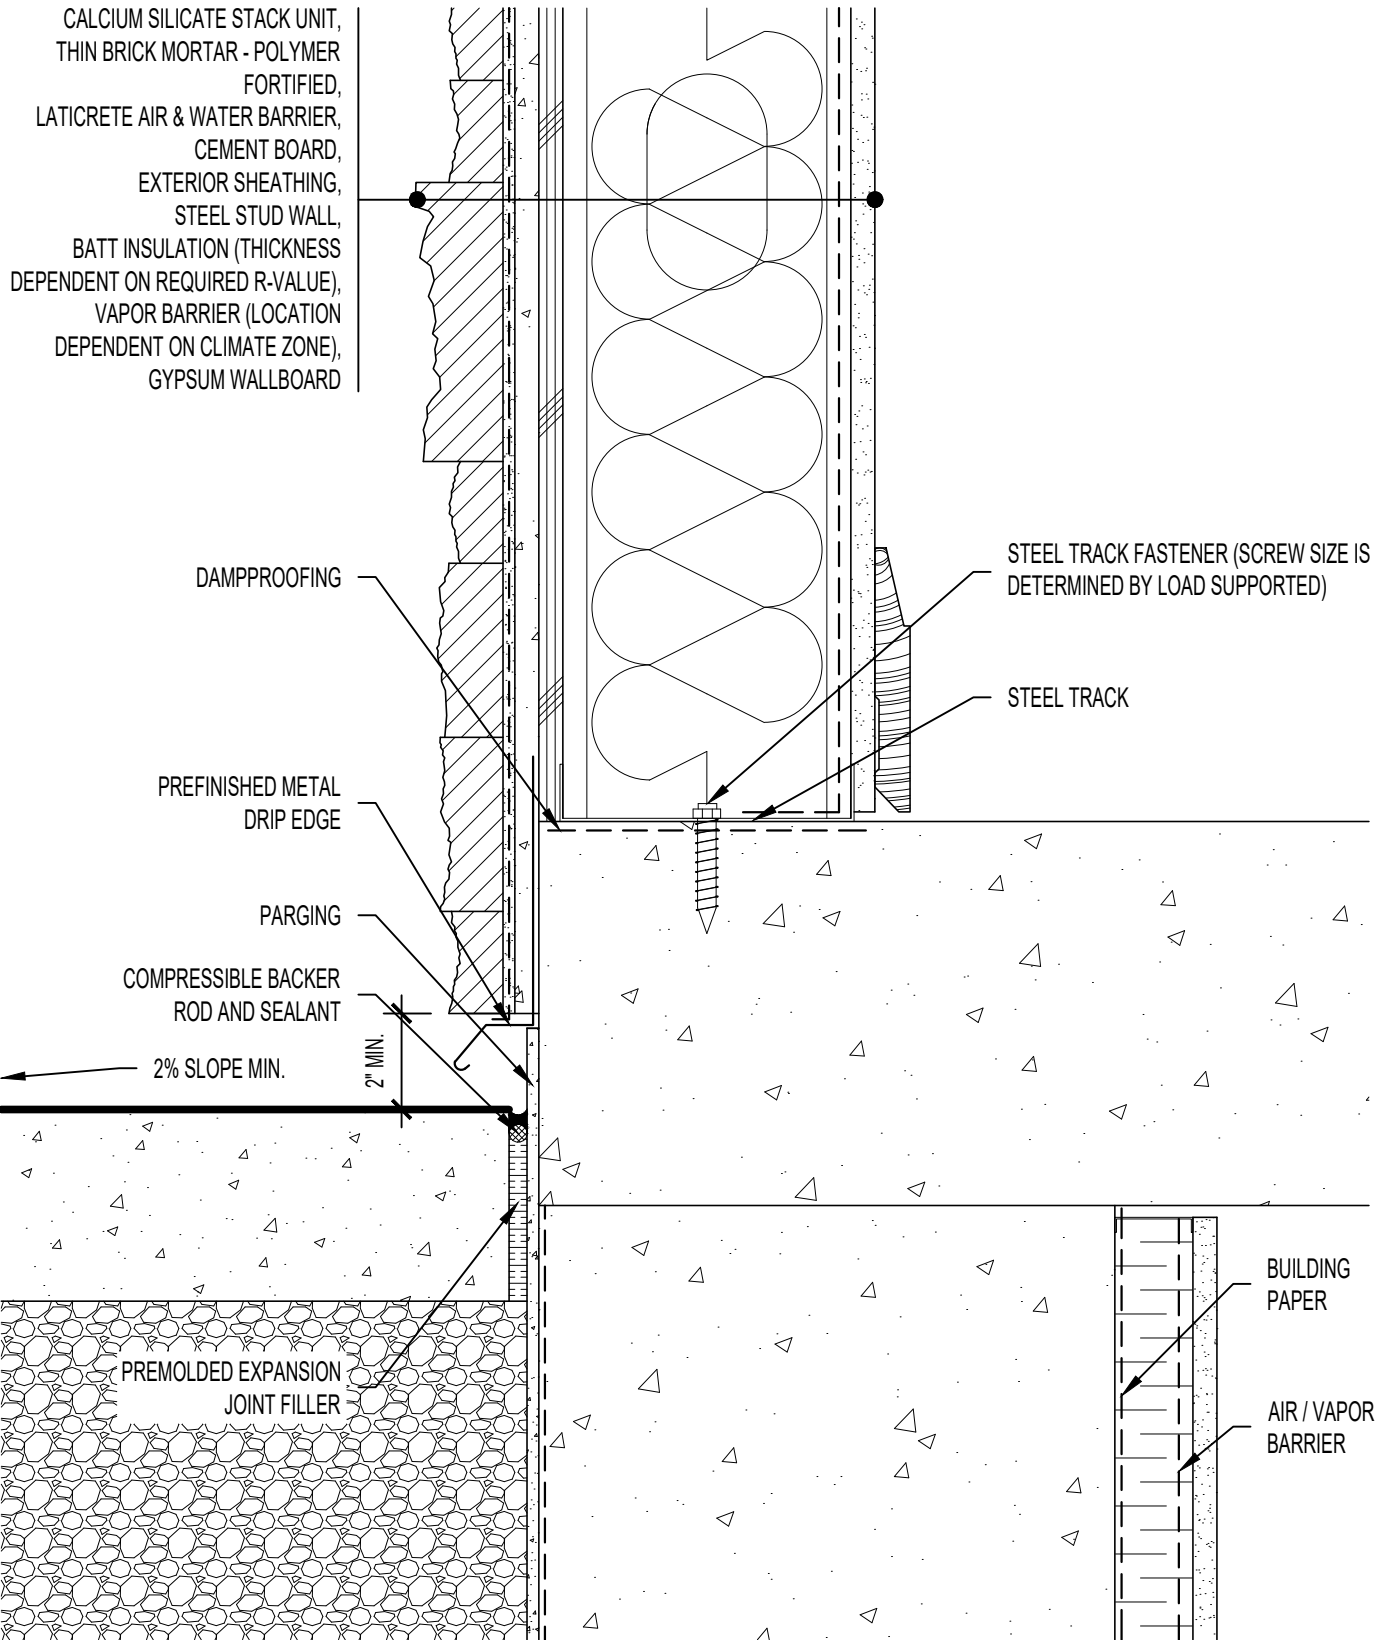 CALCIUM SILICATE STACK UNIT,
THIN BRICK MORTAR - POLYMER
FORTIFIED,
LATICRETE AIR & WATER BARRIER,
CEMENT BOARD,
EXTERIOR SHEATHING,
STEEL STUD WALL,
BATT INSULATION (THICKNESS
DEPENDENT ON REQUIRED R-VALUE),
VAPOR BARRIER (LOCATION
DEPENDENT ON CLIMATE ZONE),
GYPSUM WALLBOARD
DAMPPROOFING
STEEL TRACK FASTENER (SCREW SIZE IS
DETERMINED BY LOAD SUPPORTED)
STEEL TRACK
PREFINISHED METAL
DRIP EDGE
PARGING
COMPRESSIBLE BACKER
ROD AND SEALANT
2% SLOPE MIN.
2" MIN.
BUILDING
PAPER
PREMOLDED EXPANSION
JOINT FILLER
AIR / VAPOR
BARRIER